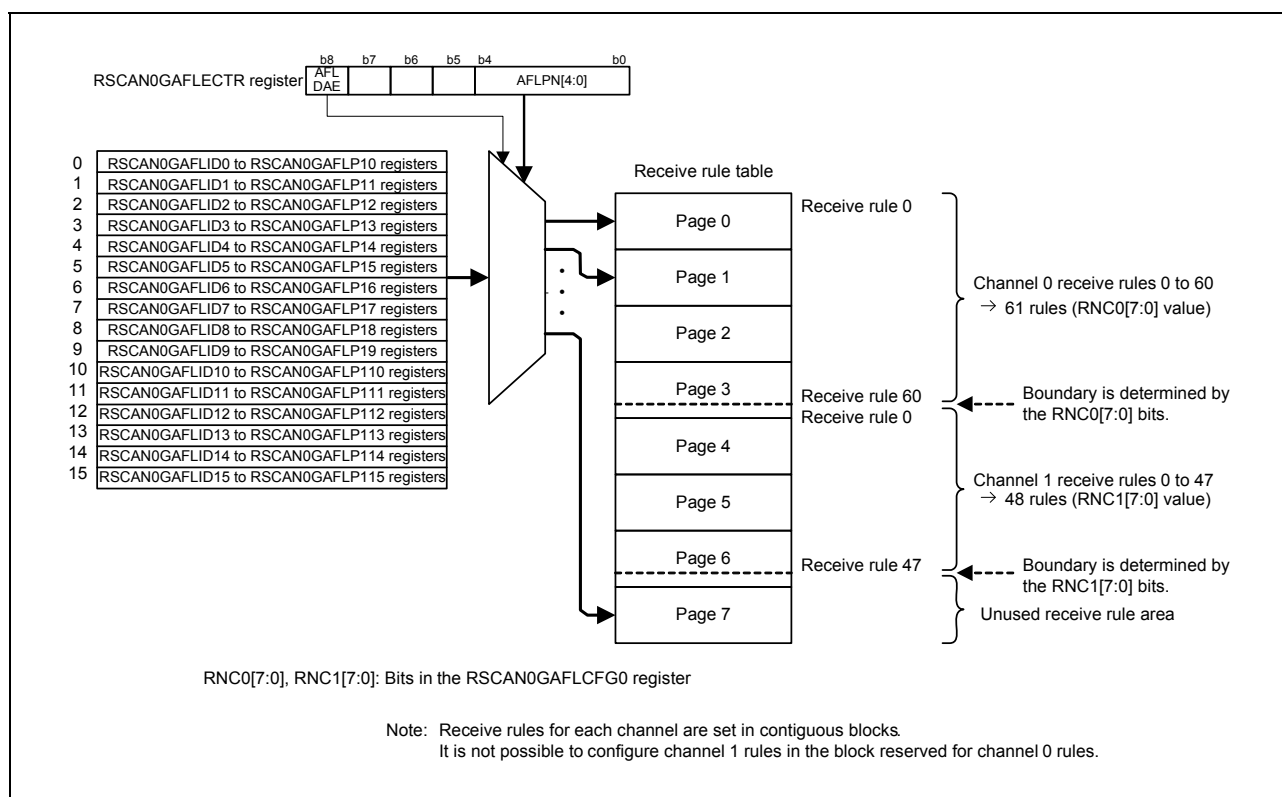 b8 b7 b6 b5 b4 b0
RSCAN0GAFLECTR register
AFL
DAE
AFLPN[4:0]
0 RSCAN0GAFLID0 to RSCAN0GAFLP10 registers
1 RSCAN0GAFLID1 to RSCAN0GAFLP11 registers
2 RSCAN0GAFLID2 to RSCAN0GAFLP12 registers
3 RSCAN0GAFLID3 to RSCAN0GAFLP13 registers
4 RSCAN0GAFLID4 to RSCAN0GAFLP14 registers
5 RSCAN0GAFLID5 to RSCAN0GAFLP15 registers
6 RSCAN0GAFLID6 to RSCAN0GAFLP16 registers
7 RSCAN0GAFLID7 to RSCAN0GAFLP17 registers
8 RSCAN0GAFLID8 to RSCAN0GAFLP18 registers
9 RSCAN0GAFLID9 to RSCAN0GAFLP19 registers
10 RSCAN0GAFLID10 to RSCAN0GAFLP110 registers
11 RSCAN0GAFLID11 to RSCAN0GAFLP111 registers
12 RSCAN0GAFLID12 to RSCAN0GAFLP112 registers
13 RSCAN0GAFLID13 to RSCAN0GAFLP113 registers
14 RSCAN0GAFLID14 to RSCAN0GAFLP114 registers
15 RSCAN0GAFLID15 to RSCAN0GAFLP115 registers
Receive rule table
Page 0
Page 1
Page 2
Page 3
Page 4
Page 5
Page 6
Page 7
Receive rule 0
Receive rule 60
Receive rule 0
Receive rule 47
Channel 0 receive rules 0 to 60
→ 61 rules (RNC0[7:0] value)
Boundary is determined by
the RNC0[7:0] bits.
Channel 1 receive rules 0 to 47
→ 48 rules (RNC1[7:0] value)
Boundary is determined by
the RNC1[7:0] bits.
Unused receive rule area
RNC0[7:0], RNC1[7:0]: Bits in the RSCAN0GAFLCFG0 register
Note: Receive rules for each channel are set in contiguous blocks.
It is not possible to configure channel 1 rules in the block reserved for channel 0 rules.